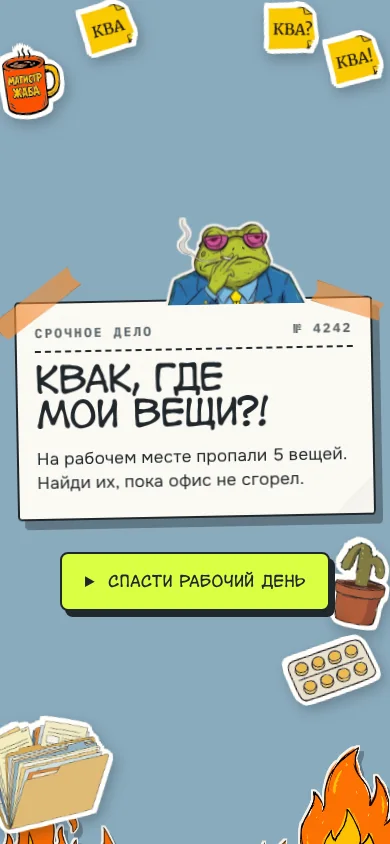 КВА
КВА?
КВА!
МАГИСТР
ЖАБА
СРОЧНОЕ ДЕЛО
№ 4242
КВАК, ГДЕ
МОИ ВЕЩИ?!
На рабочем месте пропали 5 вещей.
Найди их, пока офис не сгорел.
▶ СПАСТИ РАБОЧИЙ ДЕНЬ